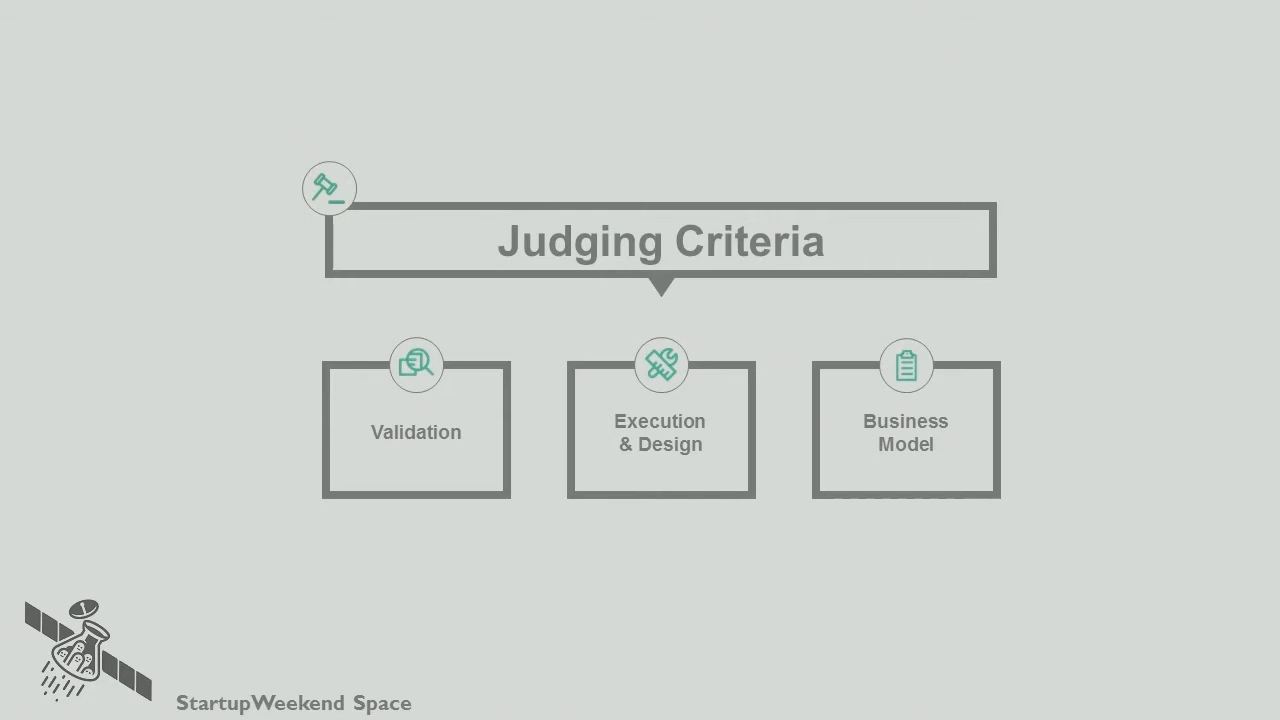 Judging Criteria
Validation
Execution
& Design
Business
Model
StartupWeekend Space